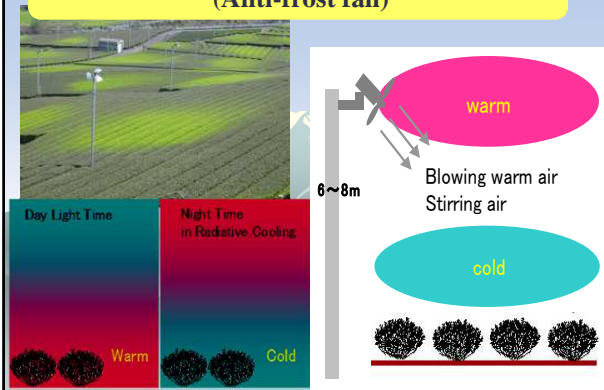 (Anti-frost fan)
warm
6～8m
Blowing warm air
Stirring air
cold
Day Light Time
Warm
Night Time
in Radiative Cooling
Cold